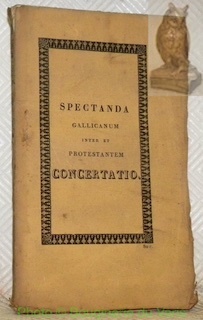 SPECTANDA
GALLICANUM
INTER ET
PROTESTANTEM
CONCERTATIO.